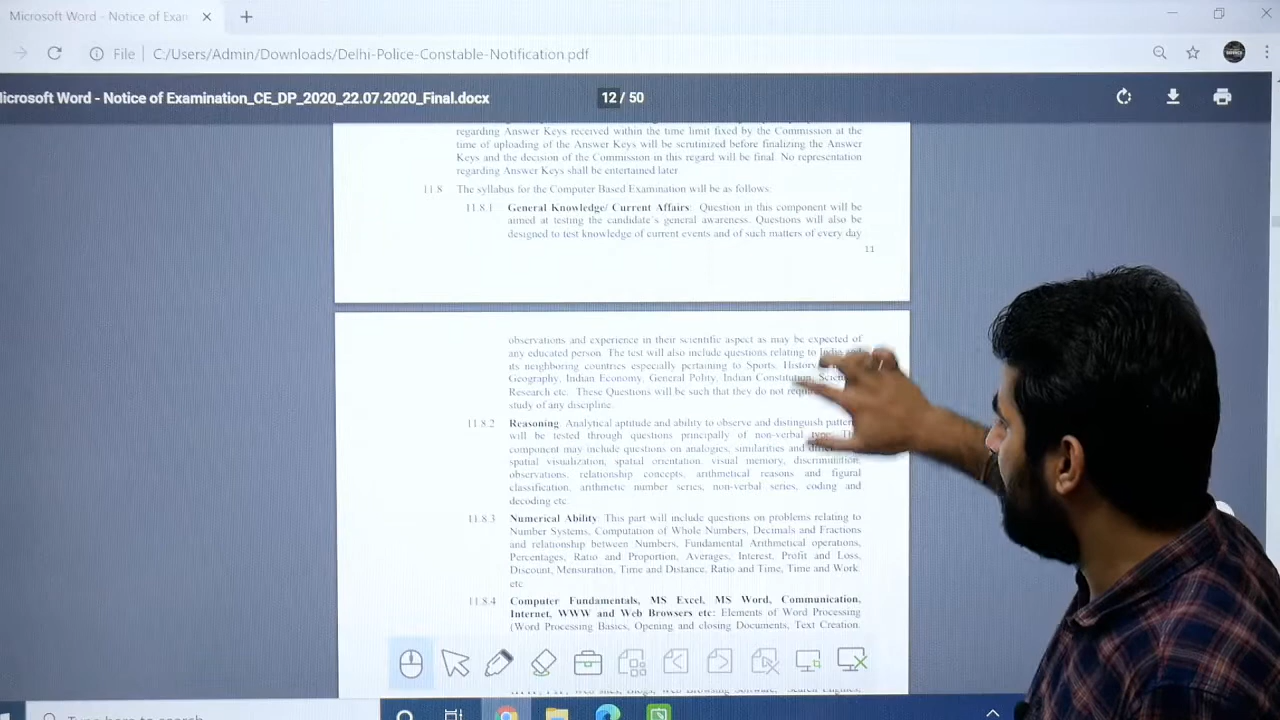 Microsoft Word - Notice of Exan
File | C:/Users/Admin/Downloads/Delhi-Police-Constable-Notification.pdf
icrosoft Word - Notice of Examination_CE_DP_2020_22.07.2020_Final.docx
12 / 50
regarding Answer Keys received within the time limit fixed by the Commission at the
time of uploading of the Answer Keys will be scrutinized before finalizing the Answer
Keys and the decision of the Commission in this regard will be final. No representation
regarding Answer Keys shall be entertained later
11.8 The syllabus for the Computer Based Examination will be as follows:
11.8.1 General Knowledge/ Current Affairs: Question in this component will be
aimed at testing the candidate's general awareness. Questions will also be
designed to test knowledge of current events and of such matters of every day
11
observations and experience in their scientific aspect as may be expected of
any educated person. The test will also include questions relating to India and
its neighboring countries especially pertaining to Sports, History,
Geography, Indian Economy, General Polity, Indian Constitution, Scien
Research etc. These Questions will be such that they do not requ
study of any discipline.
11.8.2 Reasoning: Analytical aptitude and ability to observe and distinguish pattern
will be tested through questions principally of non-verbal type. Th
component may include questions on analogies, similarities and
spatial visualization, spatial orientation, visual memory, discrimination,
observations, relationship concepts, arithmetical reasons and figural
classification, arithmetic number series, non-verbal series, coding and
decoding etc.
11.8.3 Numerical Ability: This part will include questions on problems relating to
Number Systems, Computation of Whole Numbers, Decimals and Fractions
and relationship between Numbers, Fundamental Arithmetical operations,
Percentages, Ratio and Proportion, Averages, Interest, Profit and Loss,
Discount, Mensuration, Time and Distance, Ratio and Time, Time and Work
etc
11.8.4 Computer Fundamentals, MS Excel, MS Word, Communication,
Internet, WWW and Web Browsers etc: Elements of Word Processing
(Word Processing Basics, Opening and closing Documents, Text Creation.
Type here to search